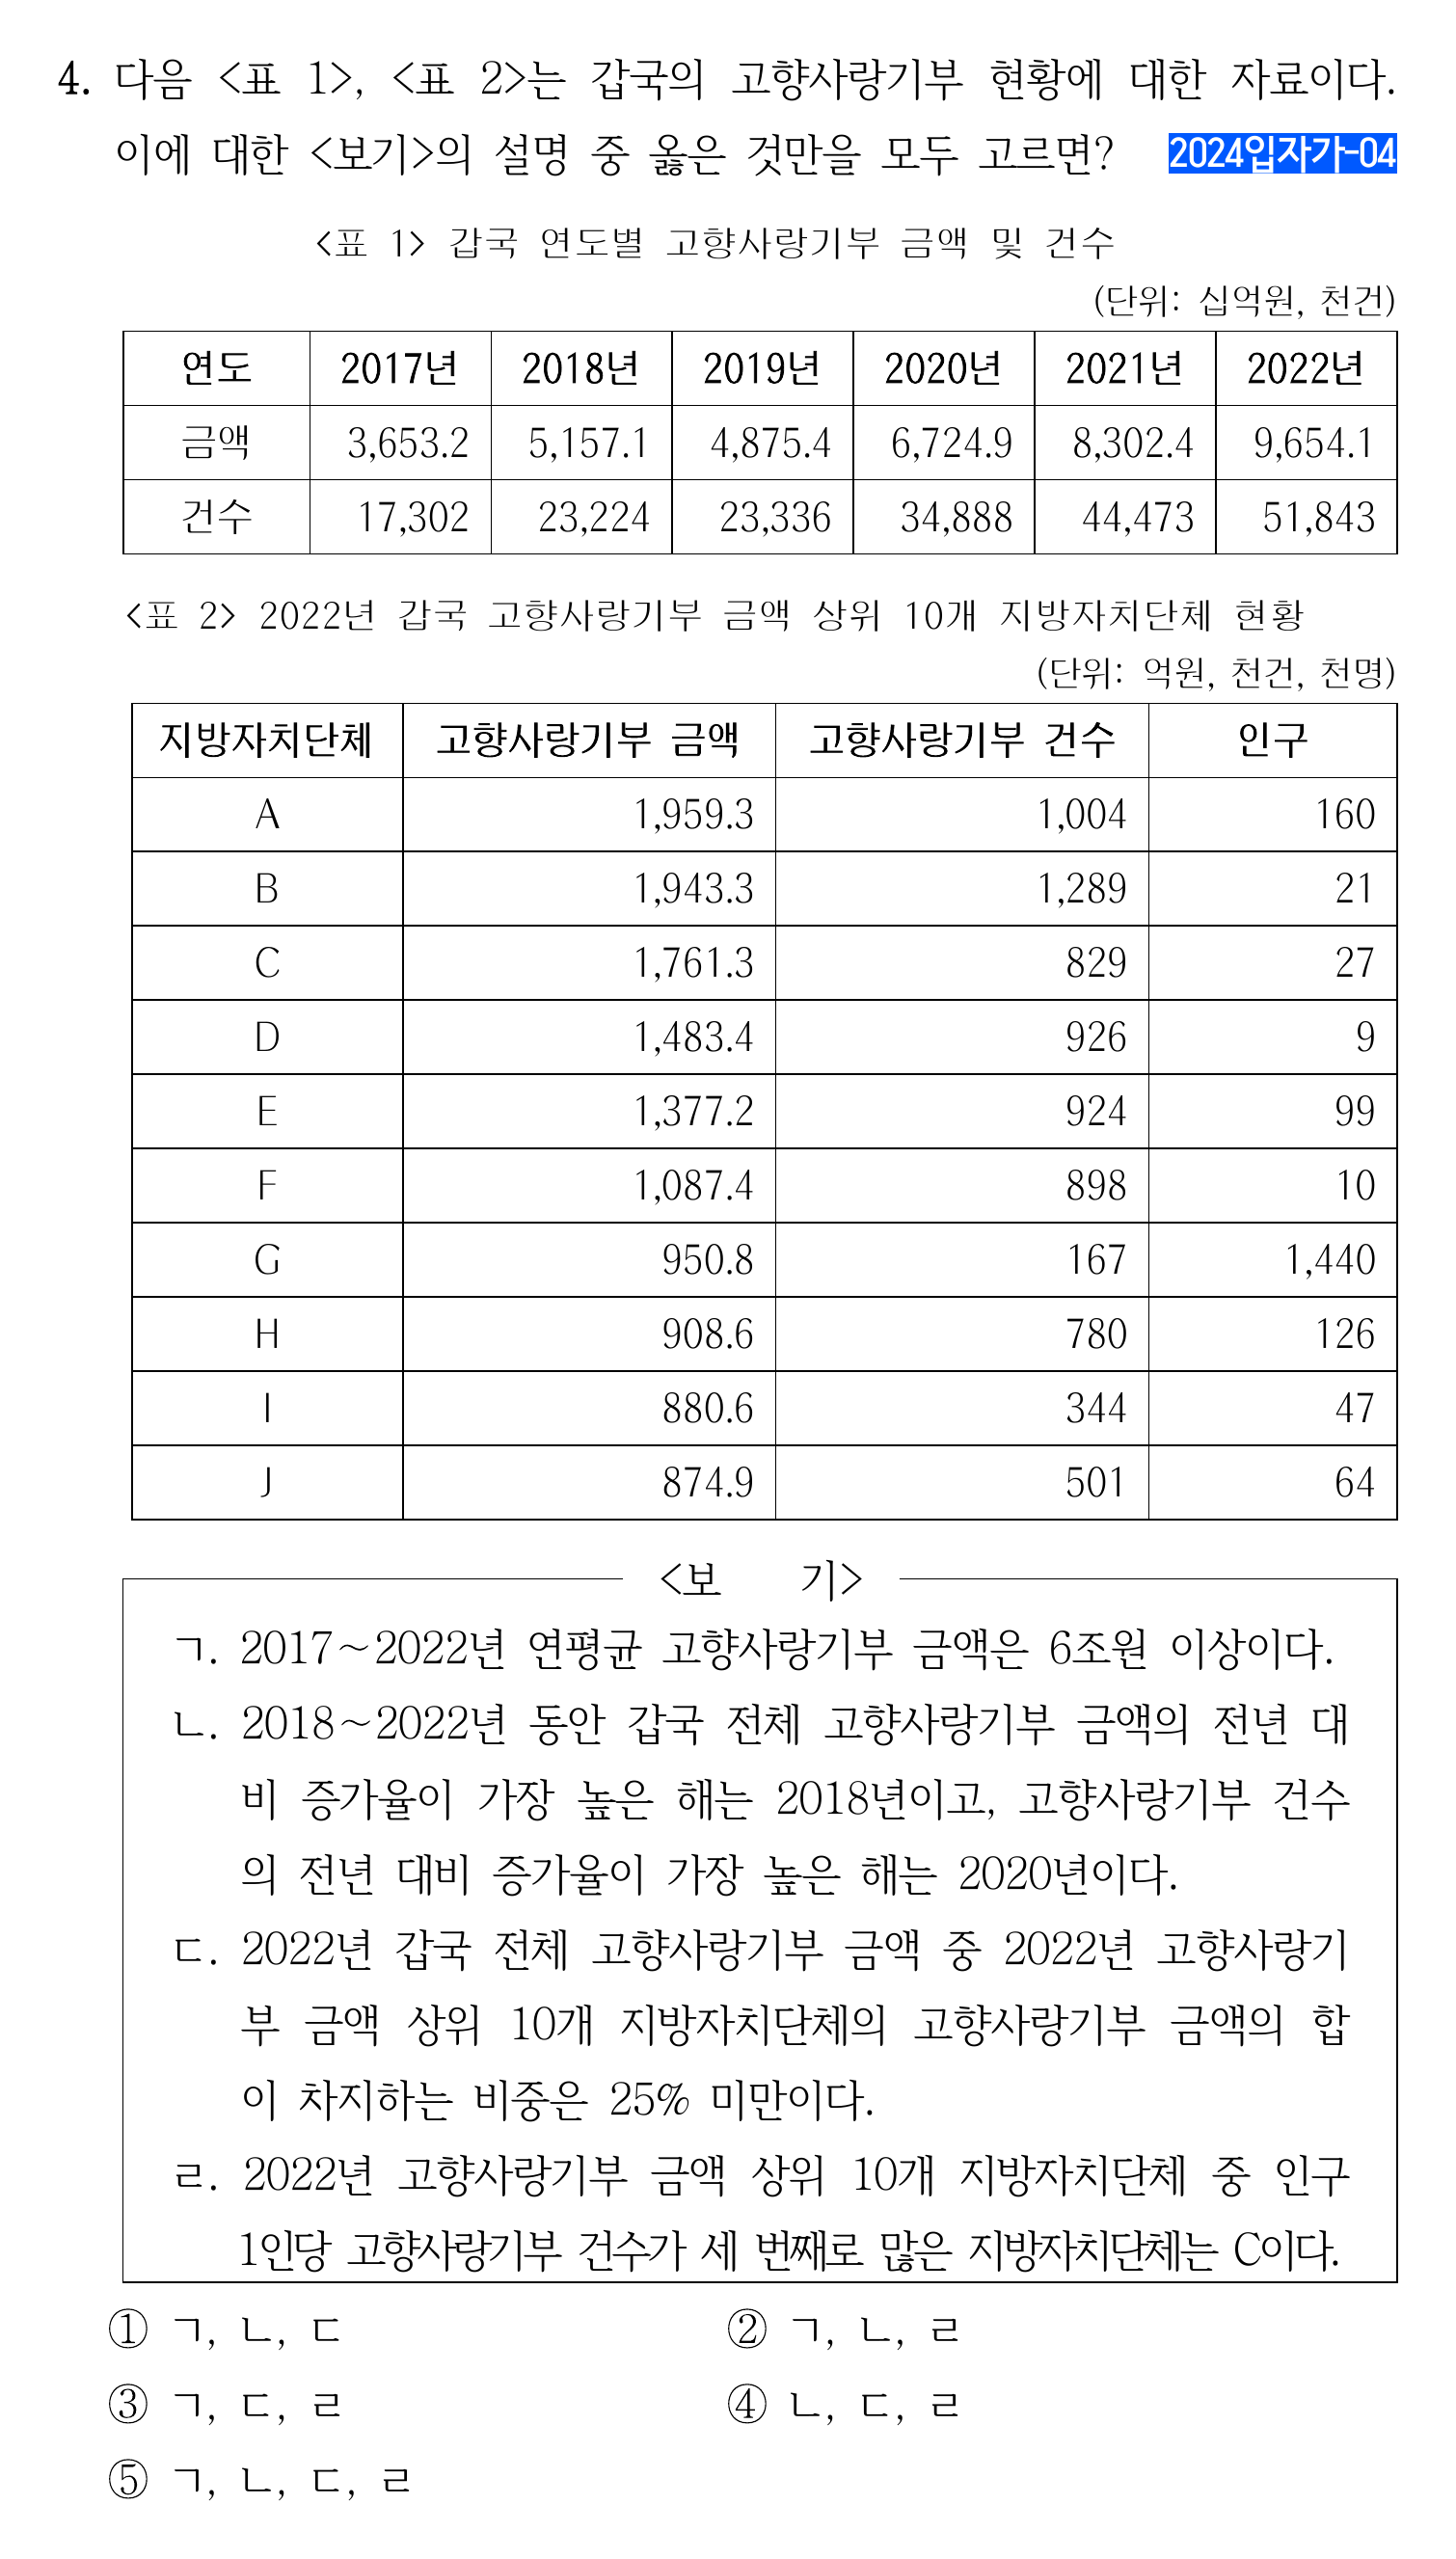 4. 다음 <표 1>, <표 2>는 갑국의 고향사랑기부 현황에 대한 자료이다.
이에 대한 <보기>의 설명 중 옳은 것만을 모두 고르면? 2024입자가-04
<표 1> 갑국 연도별 고향사랑기부 금액 및 건수
(단위: 십억원, 천건)
연도 2017년 2018년 2019년 2020년 2021년 2022년
금액 3,653.2 5,157.1 4,875.4 6,724.9 8,302.4 9,654.1
건수 17,302 23,224 23,336 34,888 44,473 51,843
<표 2> 2022년 갑국 고향사랑기부 금액 상위 10개 지방자치단체 현황
(단위: 억원, 천건, 천명)
지방자치단체 고향사랑기부 금액 고향사랑기부 건수 인구
A 1,959.3 1,004 160
B 1,943.3 1,289 21
C 1,761.3 829 27
D 1,483.4 926 9
E 1,377.2 924 99
F 1,087.4 898 10
G 950.8 167 1,440
H 908.6 780 126
I 880.6 344 47
J 874.9 501 64
<보 기>
ㄱ. 2017~2022년 연평균 고향사랑기부 금액은 6조원 이상이다.
ㄴ. 2018~2022년 동안 갑국 전체 고향사랑기부 금액의 전년 대
비 증가율이 가장 높은 해는 2018년이고, 고향사랑기부 건수
의 전년 대비 증가율이 가장 높은 해는 2020년이다.
ㄷ. 2022년 갑국 전체 고향사랑기부 금액 중 2022년 고향사랑기
부 금액 상위 10개 지방자치단체의 고향사랑기부 금액의 합
이 차지하는 비중은 25% 미만이다.
ㄹ. 2022년 고향사랑기부 금액 상위 10개 지방자치단체 중 인구
1인당 고향사랑기부 건수가 세 번째로 많은 지방자치단체는 C이다.
① ㄱ, ㄴ, ㄷ ② ㄱ, ㄴ, ㄹ
③ ㄱ, ㄷ, ㄹ ④ ㄴ, ㄷ, ㄹ
⑤ ㄱ, ㄴ, ㄷ, ㄹ